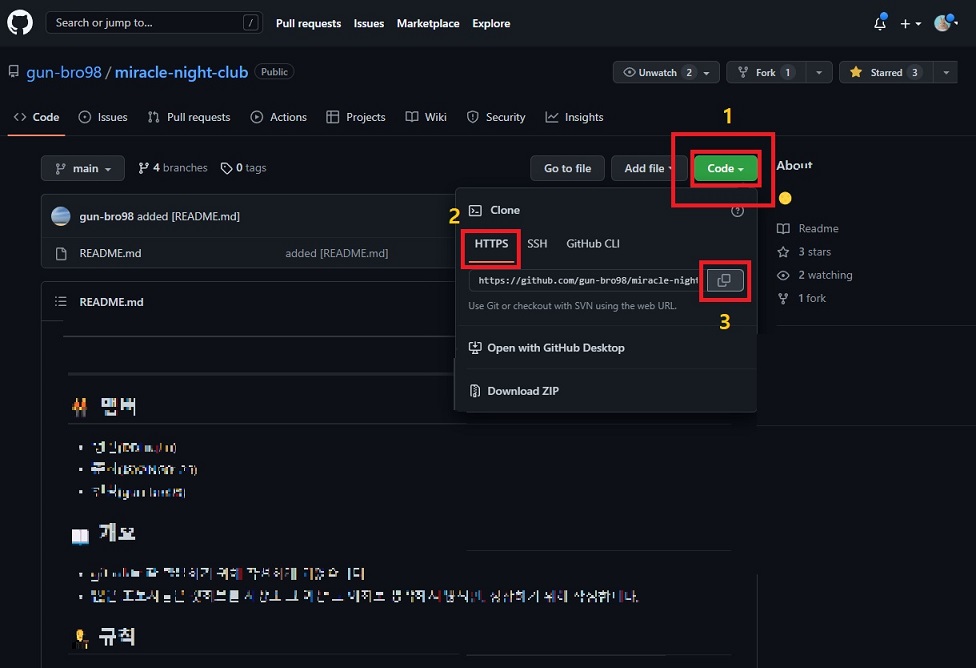 Search or jump to... /
Pull requests Issues Marketplace Explore
gun-bro98 / miracle-night-club Public
Unwatch 2 Fork 1 Starred 3
Code Issues Pull requests Actions Projects Wiki Security Insights
1
main 4 branches 0 tags
Go to file Add file Code About
gun-bro98 added [README.md]
2 Clone
README.md added [README.md]
HTTPS SSH GitHub CLI
Readme
3 stars
2 watching
1 fork
https://github.com/gun-bro98/miracle-night
Use Git or checkout with SVN using the web URL.
3
README.md
Open with GitHub Desktop
Download ZIP
멤버
개요
규칙